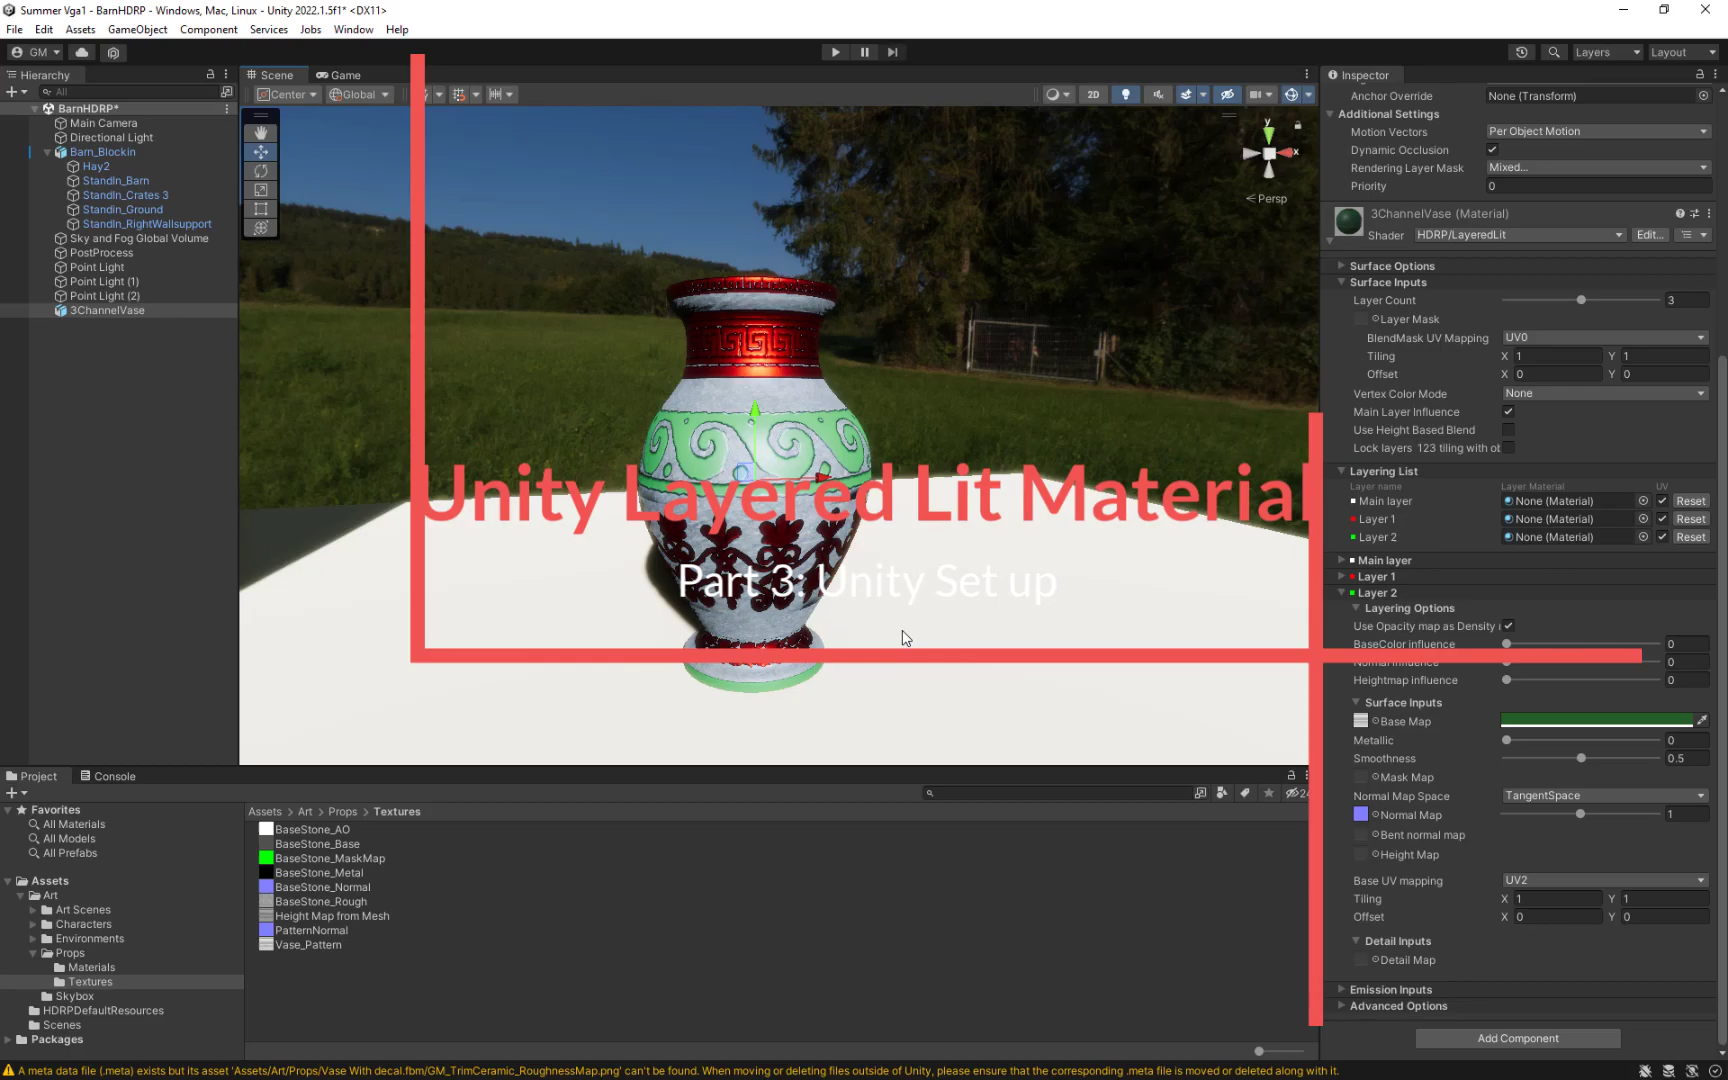 Summer Vga1 - BarnHDRP - Windows, Mac, Linux - Unity 2022.1.5f1* <DX11>
File Edit Assets GameObject Component Services Jobs Window Help
GM
Layers Layout
Hierarchy
All
BarnHDRP*
Main Camera
Directional Light
Barn_Blockin
Hay2
StandIn_Barn
StandIn_Crates 3
StandIn_Ground
StandIn_RightWallsupport
Sky and Fog Global Volume
PostProcess
Point Light
Point Light (1)
Point Light (2)
3ChannelVase
Scene Game
Center Global
2D
y
x
Persp
Unity Layered Lit Material
Part 3: Unity Set up
Inspector
Anchor Override None (Transform)
Additional Settings
Motion Vectors Per Object Motion
Dynamic Occlusion
Rendering Layer Mask Mixed...
Priority 0
3ChannelVase (Material)
Shader HDRP/LayeredLit Edit...
Surface Options
Surface Inputs
Layer Count 3
Layer Mask
BlendMask UV Mapping UV0
Tiling X 1 Y 1
Offset X 0 Y 0
Vertex Color Mode None
Main Layer Influence
Use Height Based Blend
Lock layers 123 tiling with ob
Layering List
Layer name Layer Material UV
Main layer None (Material) Reset
Layer 1 None (Material) Reset
Layer 2 None (Material) Reset
Main layer
Layer 1
Layer 2
Layering Options
Use Opacity map as Density
BaseColor influence 0
Normal influence 0
Heightmap influence 0
Surface Inputs
Base Map
Metallic 0
Smoothness 0.5
Mask Map
Normal Map Space TangentSpace
Normal Map 1
Bent normal map
Height Map
Base UV mapping UV2
Tiling X 1 Y 1
Offset X 0 Y 0
Detail Inputs
Detail Map
Emission Inputs
Advanced Options
Add Component
Project Console
Favorites
All Materials
All Models
All Prefabs
Assets
Art
Art Scenes
Characters
Environments
Props
Materials
Textures
Skybox
HDRPDefaultResources
Scenes
Packages
Assets > Art > Props > Textures
BaseStone_AO
BaseStone_Base
BaseStone_MaskMap
BaseStone_Metal
BaseStone_Normal
BaseStone_Rough
Height Map from Mesh
PatternNormal
Vase_Pattern
A meta data file (.meta) exists but its asset 'Assets/Art/Props/Vase With decal.fbm/GM_TrimCeramic_RoughnessMap.png' can't be found. When moving or deleting files outside of Unity, please ensure that the corresponding .meta file is moved or deleted along with it.